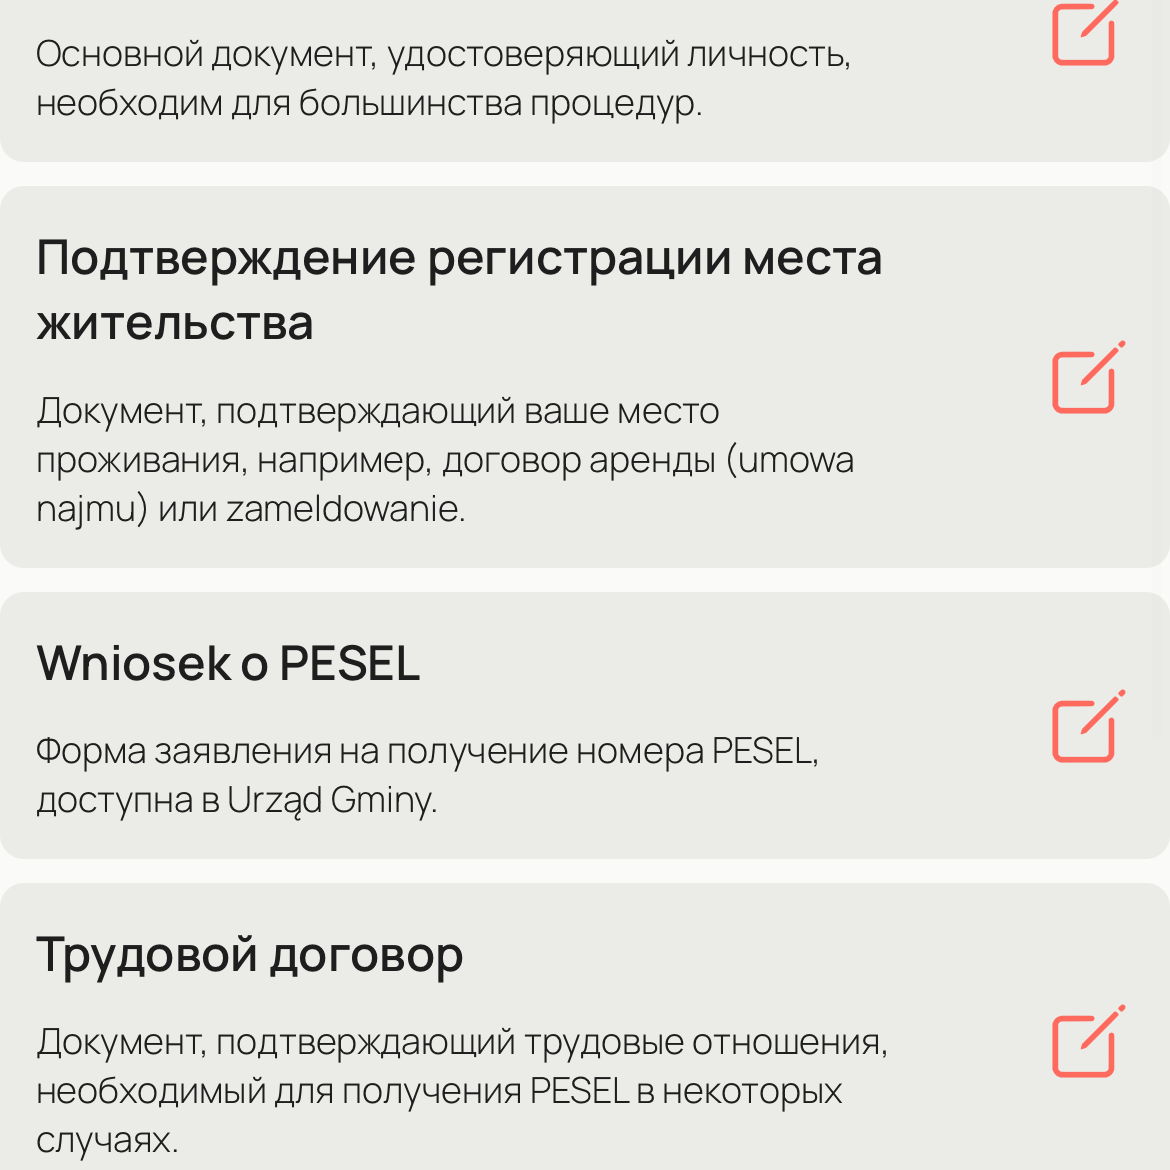 Основной документ, удостоверяющий личность,
необходим для большинства процедур.
Подтверждение регистрации места
жительства
Документ, подтверждающий ваше место
проживания, например, договор аренды (umowa
najmu) или zameldowanie.
Wniosek o PESEL
Форма заявления на получение номера PESEL,
доступна в Urząd Gminy.
Трудовой договор
Документ, подтверждающий трудовые отношения,
необходимый для получения PESEL в некоторых
случаях.